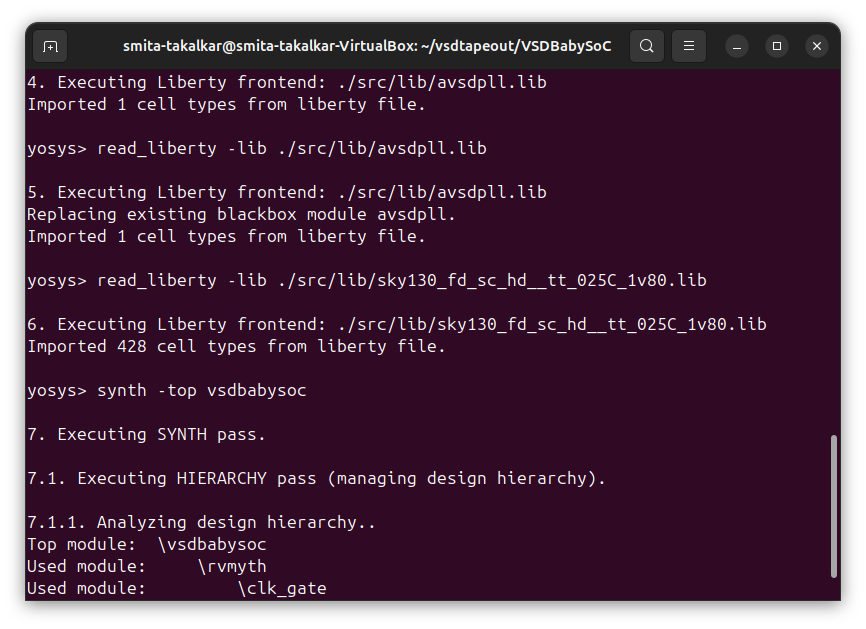 smita-takalkar@smita-takalkar-VirtualBox: ~/vsdtapeout/VSDBabySoC
4. Executing Liberty frontend: ./src/lib/avsdpll.lib
Imported 1 cell types from liberty file.
yosys> read_liberty -lib ./src/lib/avsdpll.lib
5. Executing Liberty frontend: ./src/lib/avsdpll.lib
Replacing existing blackbox module avsdpll.
Imported 1 cell types from liberty file.
yosys> read_liberty -lib ./src/lib/sky130_fd_sc_hd__tt_025C_1v80.lib
6. Executing Liberty frontend: ./src/lib/sky130_fd_sc_hd__tt_025C_1v80.lib
Imported 428 cell types from liberty file.
yosys> synth -top vsdbabysoc
7. Executing SYNTH pass.
7.1. Executing HIERARCHY pass (managing design hierarchy).
7.1.1. Analyzing design hierarchy..
Top module:  \vsdbabysoc
Used module:     \rvmyth
Used module:         \clk_gate